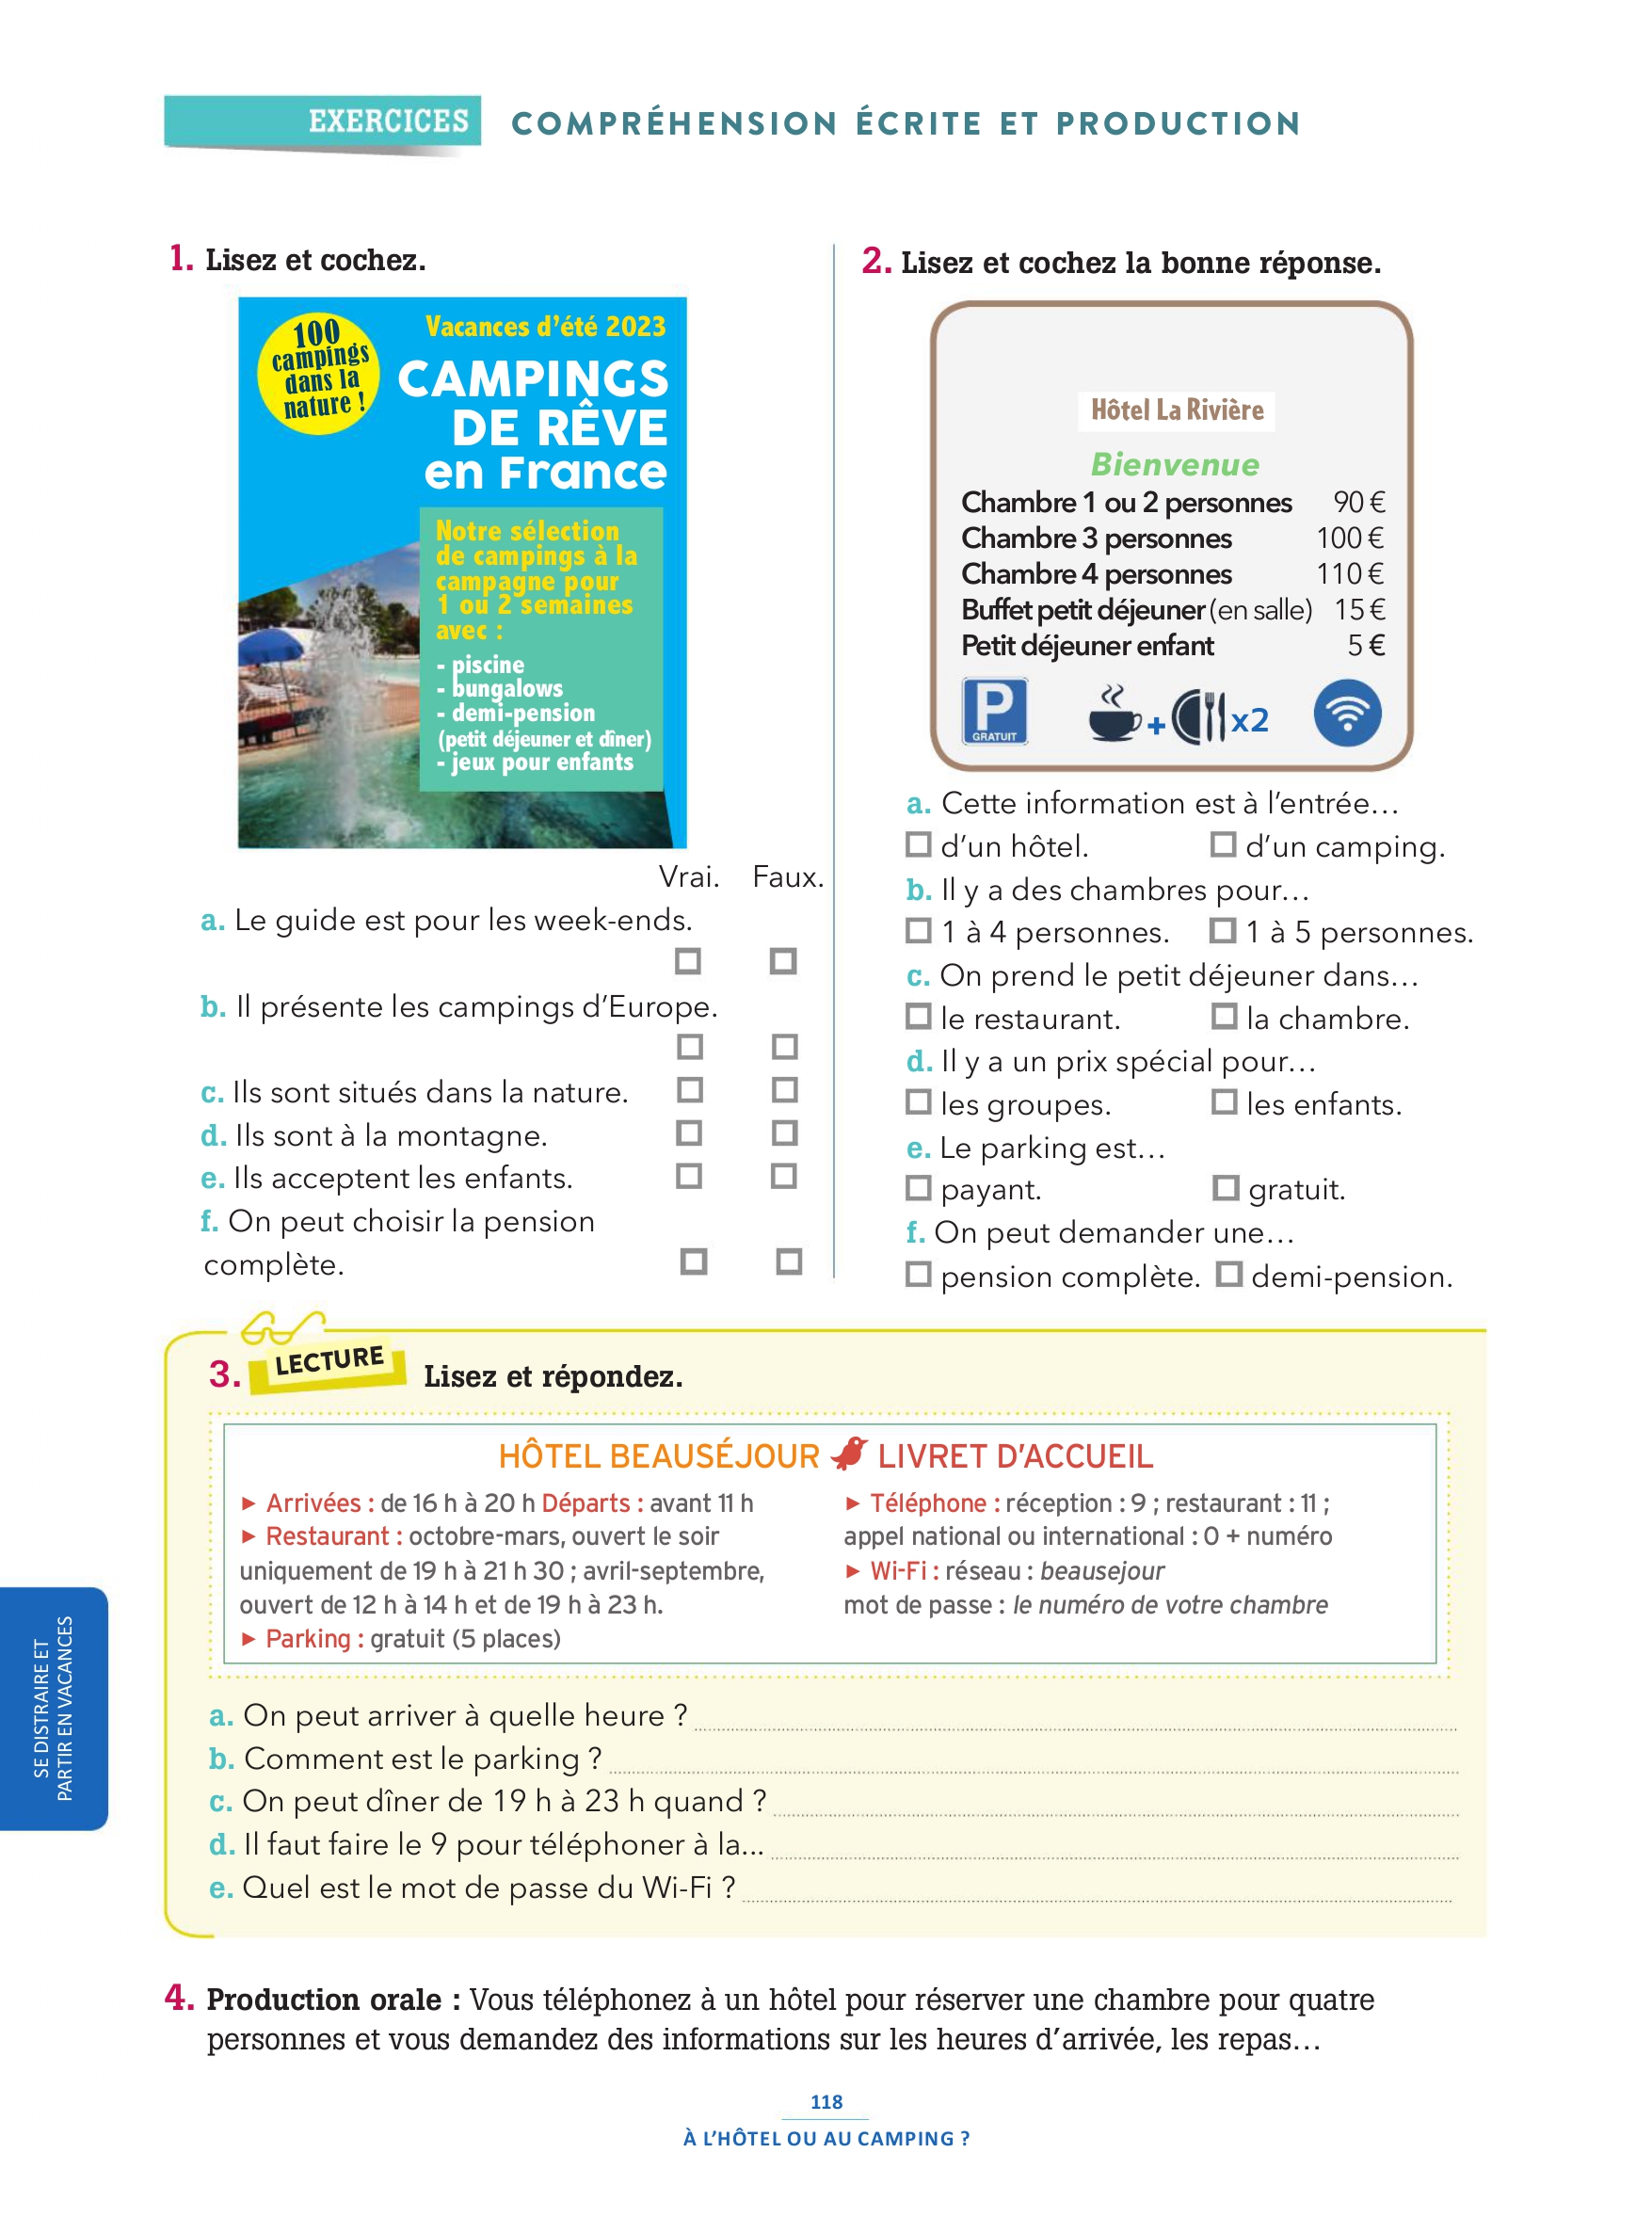 EXERCICES COMPRÉHENSION ÉCRITE ET PRODUCTION
1. Lisez et cochez.
100
campings
dans la
nature !
Vacances d'été 2023
CAMPINGS
DE RÊVE
en France
Notre sélection
de campings à la
campagne pour
1 ou 2 semaines
avec :
- piscine
- bungalows
- demi-pension
(petit déjeuner et dîner)
- jeux pour enfants
Vrai. Faux.
a. Le guide est pour les week-ends.
b. Il présente les campings d'Europe.
c. Ils sont situés dans la nature.
d. Ils sont à la montagne.
e. Ils acceptent les enfants.
f. On peut choisir la pension
complète.
2. Lisez et cochez la bonne réponse.
Hôtel La Rivière
Bienvenue
Chambre 1 ou 2 personnes 90 €
Chambre 3 personnes 100 €
Chambre 4 personnes 110 €
Buffet petit déjeuner (en salle) 15 €
Petit déjeuner enfant 5 €
P
GRATUIT
+ x2
a. Cette information est à l'entrée…
d'un hôtel. d'un camping.
b. Il y a des chambres pour…
1 à 4 personnes. 1 à 5 personnes.
c. On prend le petit déjeuner dans…
le restaurant. la chambre.
d. Il y a un prix spécial pour…
les groupes. les enfants.
e. Le parking est…
payant. gratuit.
f. On peut demander une…
pension complète. demi-pension.
3. LECTURE Lisez et répondez.
HÔTEL BEAUSÉJOUR LIVRET D'ACCUEIL
► Arrivées : de 16 h à 20 h Départs : avant 11 h
► Restaurant : octobre-mars, ouvert le soir
uniquement de 19 h à 21 h 30 ; avril-septembre,
ouvert de 12 h à 14 h et de 19 h à 23 h.
► Parking : gratuit (5 places)
► Téléphone : réception : 9 ; restaurant : 11 ;
appel national ou international : 0 + numéro
► Wi-Fi : réseau : beausejour
mot de passe : le numéro de votre chambre
a. On peut arriver à quelle heure ?
b. Comment est le parking ?
c. On peut dîner de 19 h à 23 h quand ?
d. Il faut faire le 9 pour téléphoner à la...
e. Quel est le mot de passe du Wi-Fi ?
SE DISTRAIRE ET
PARTIR EN VACANCES
4. Production orale : Vous téléphonez à un hôtel pour réserver une chambre pour quatre
personnes et vous demandez des informations sur les heures d'arrivée, les repas…
118
À L'HÔTEL OU AU CAMPING ?